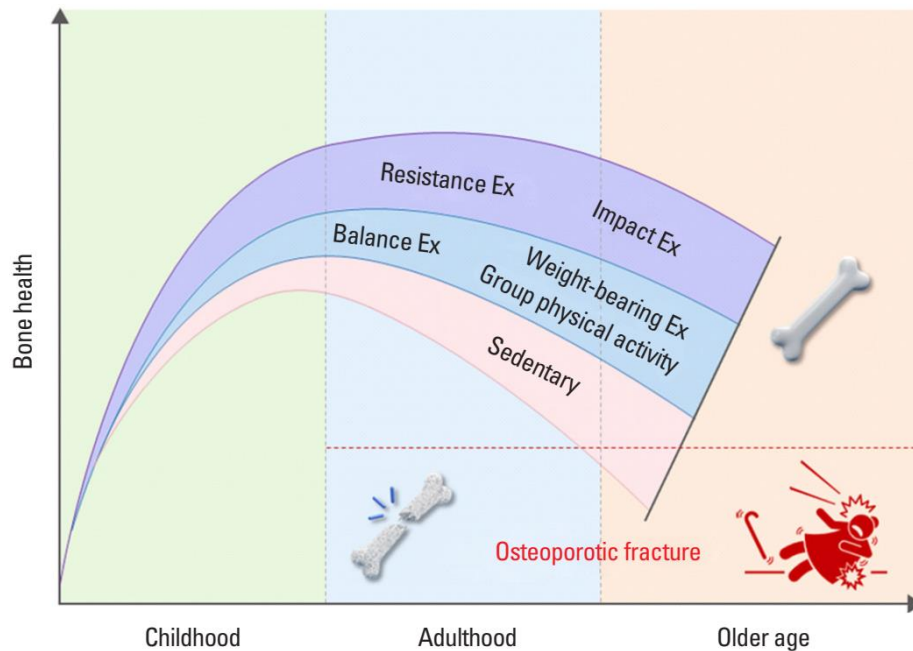 Bone health
Resistance Ex
Impact Ex
Balance Ex
Weight-bearing Ex
Group physical activity
Sedentary
Osteoporotic fracture
Childhood
Adulthood
Older age